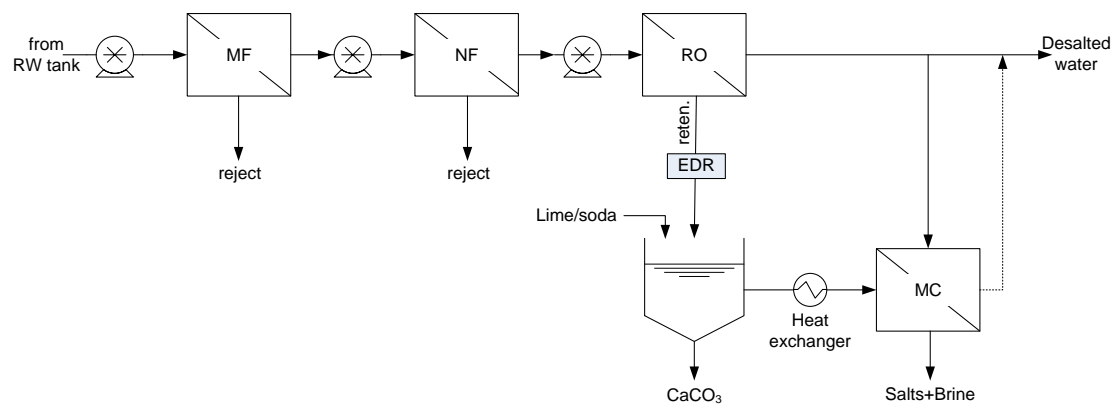 from
RW tank
MF
NF
RO
Desalted
water
reject
reject
reten.
EDR
Lime/soda
MC
Heat
exchanger
CaCO₃
Salts+Brine